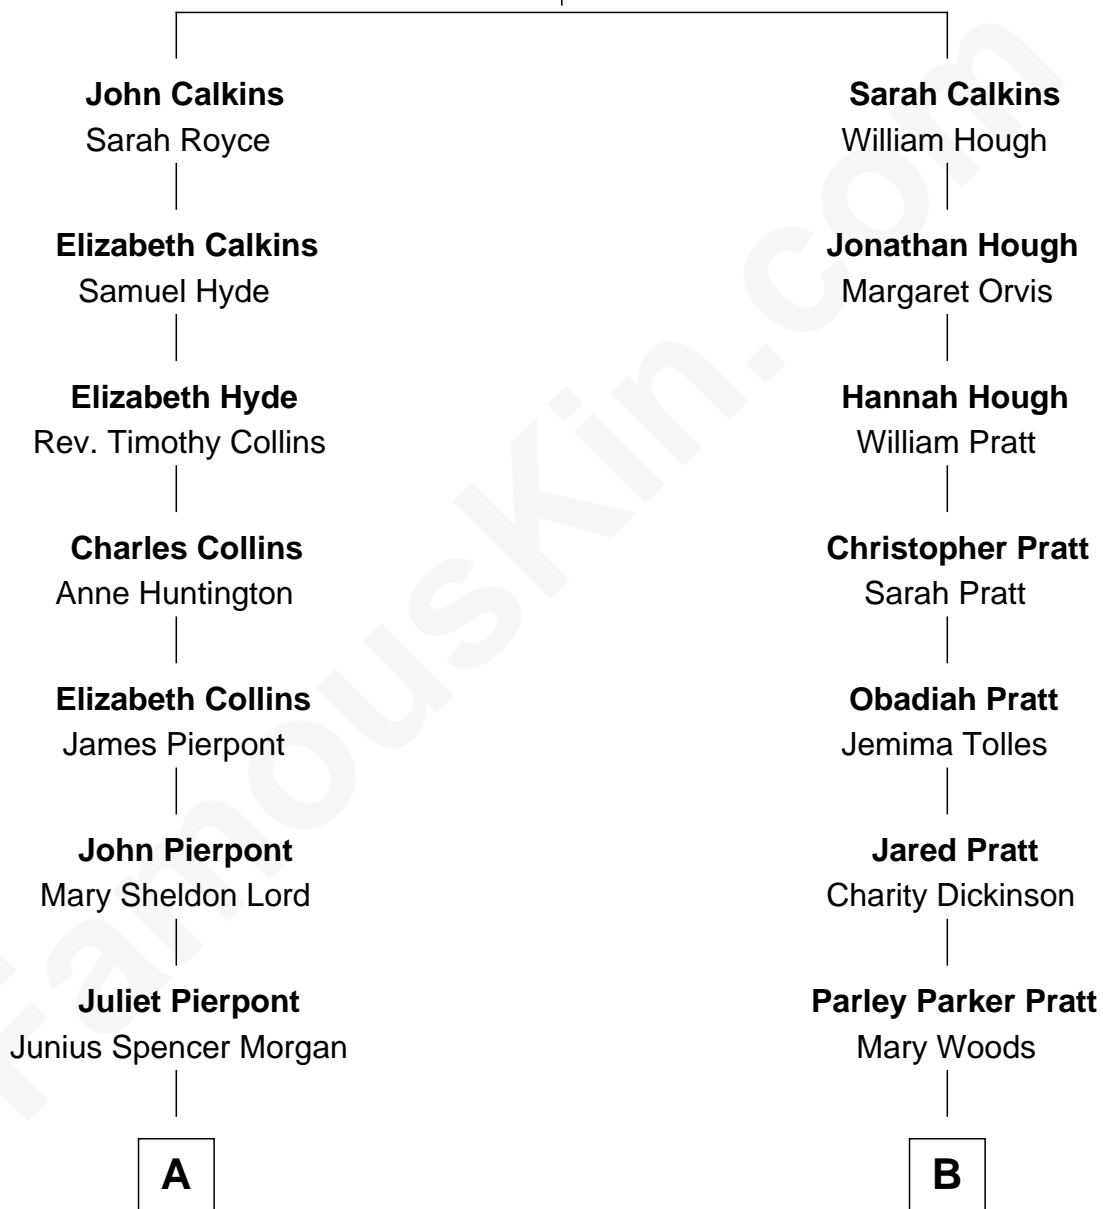 John Calkins
Sarah Royce
Elizabeth Calkins
Samuel Hyde
Elizabeth Hyde
Rev. Timothy Collins
Charles Collins
Anne Huntington
Elizabeth Collins
James Pierpont
John Pierpont
Mary Sheldon Lord
Juliet Pierpont
Junius Spencer Morgan
A
Sarah Calkins
William Hough
Jonathan Hough
Margaret Orvis
Hannah Hough
William Pratt
Christopher Pratt
Sarah Pratt
Obadiah Pratt
Jemima Tolles
Jared Pratt
Charity Dickinson
Parley Parker Pratt
Mary Woods
B
FamousKin.com